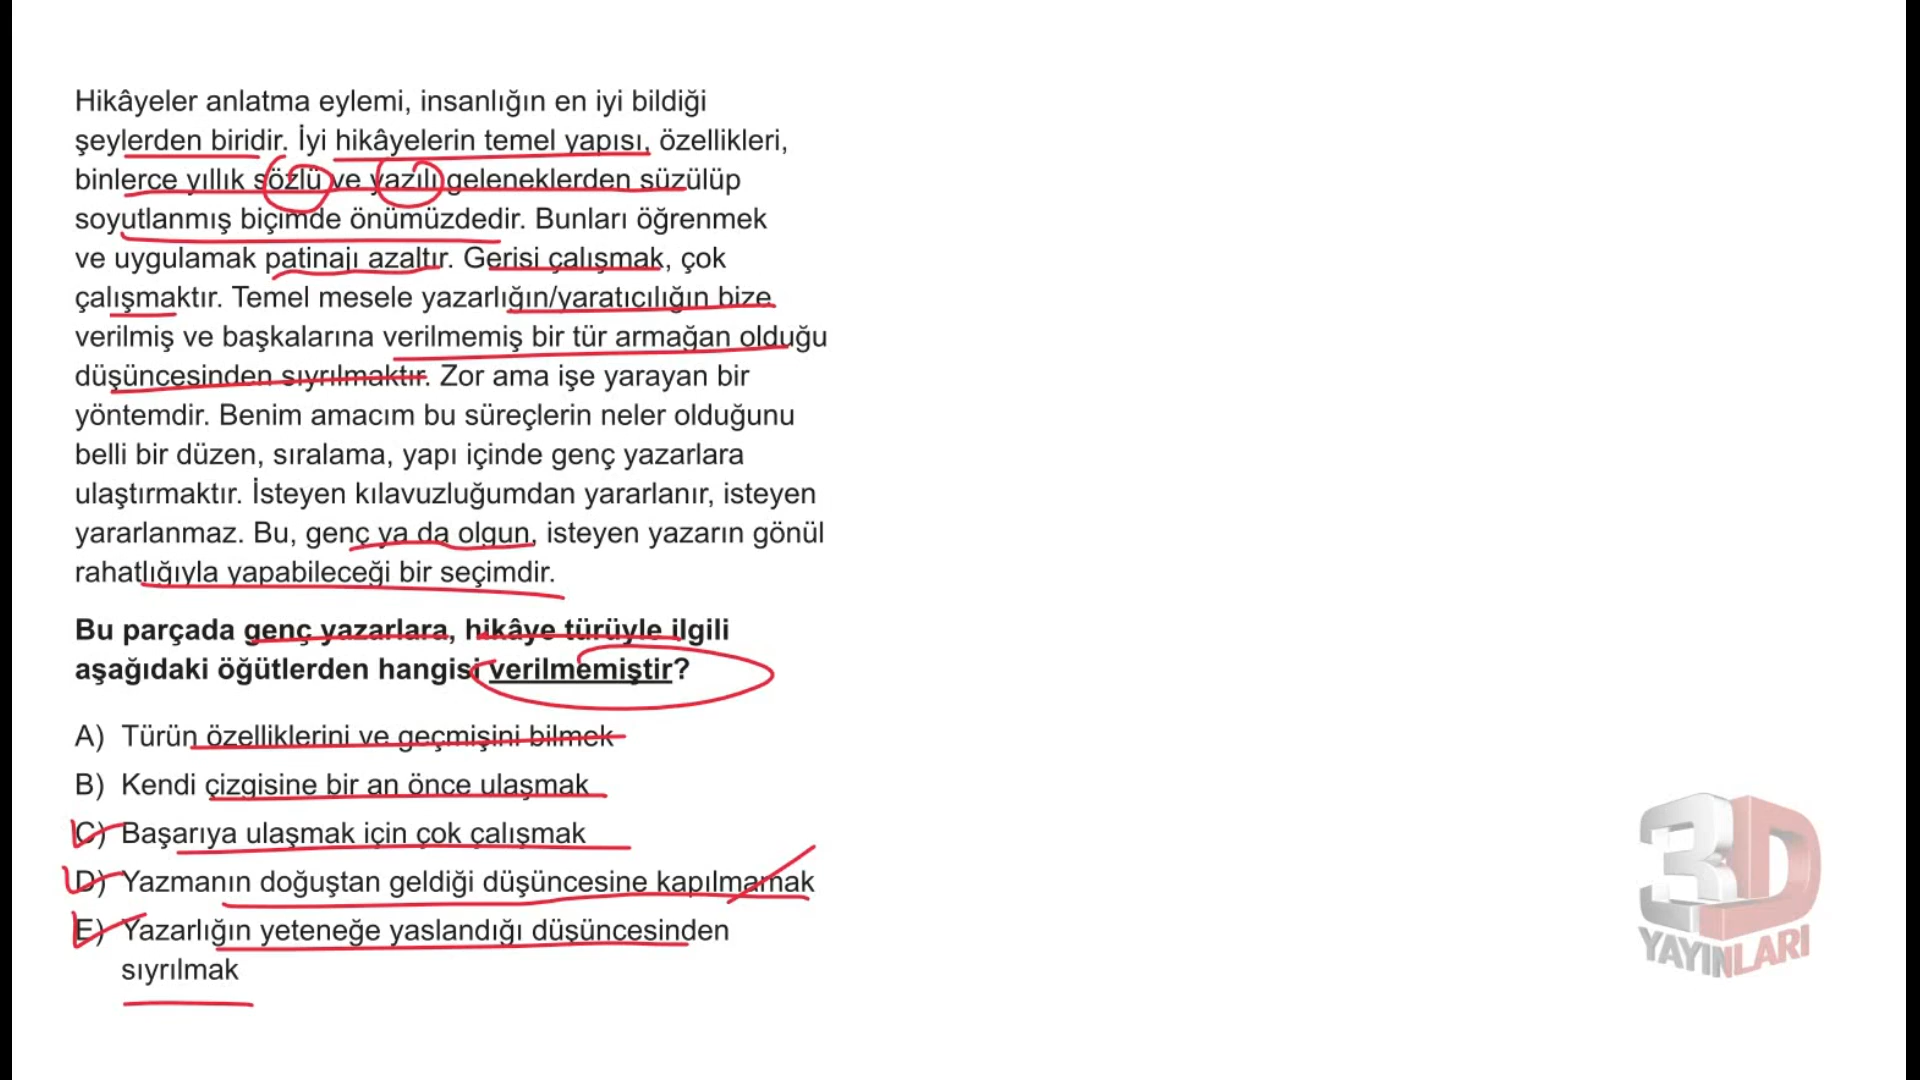 Hikâyeler anlatma eylemi, insanlığın en iyi bildiği
şeylerden biridir. İyi hikâyelerin temel yapısı, özellikleri,
binlerce yıllık sözlü ve yazılı geleneklerden süzülüp
soyutlanmış biçimde önümüzdedir. Bunları öğrenmek
ve uygulamak patinajı azaltır. Gerisi çalışmak, çok
çalışmaktır. Temel mesele yazarlığın/yaratıcılığın bize
verilmiş ve başkalarına verilmemiş bir tür armağan olduğu
düşüncesinden sıyrılmaktır. Zor ama işe yarayan bir
yöntemdir. Benim amacım bu süreçlerin neler olduğunu
belli bir düzen, sıralama, yapı içinde genç yazarlara
ulaştırmaktır. İsteyen kılavuzluğumdan yararlanır, isteyen
yararlanmaz. Bu, genç ya da olgun, isteyen yazarın gönül
rahatlığıyla yapabileceği bir seçimdir.
Bu parçada genç yazarlara, hikâye türüyle ilgili
aşağıdaki öğütlerden hangisi verilmemiştir?
A) Türün özelliklerini ve geçmişini bilmek
B) Kendi çizgisine bir an önce ulaşmak
C) Başarıya ulaşmak için çok çalışmak
D) Yazmanın doğuştan geldiği düşüncesine kapılmamak
E) Yazarlığın yeteneğe yaslandığı düşüncesinden
sıyrılmak
3D
YAYINLARI